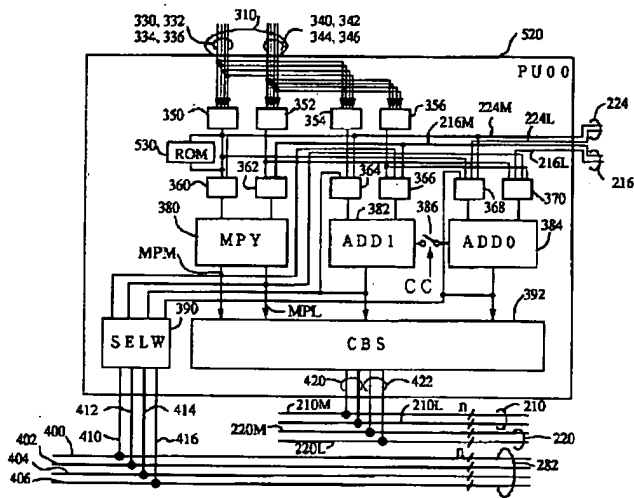 330, 332
334, 336
310
340, 342
344, 346
520
PU00
350
352
354
356
224M
224
224L
216M
216L
216
530
ROM
360
362
364
366
368
370
380
382
386
384
MPY
ADD1
ADD0
CC
MPM
MPL
390
392
SELW
CBS
420
422
412
414
410
416
210M
210L
n
210
220M
220L
220
400
402
404
406
n
282